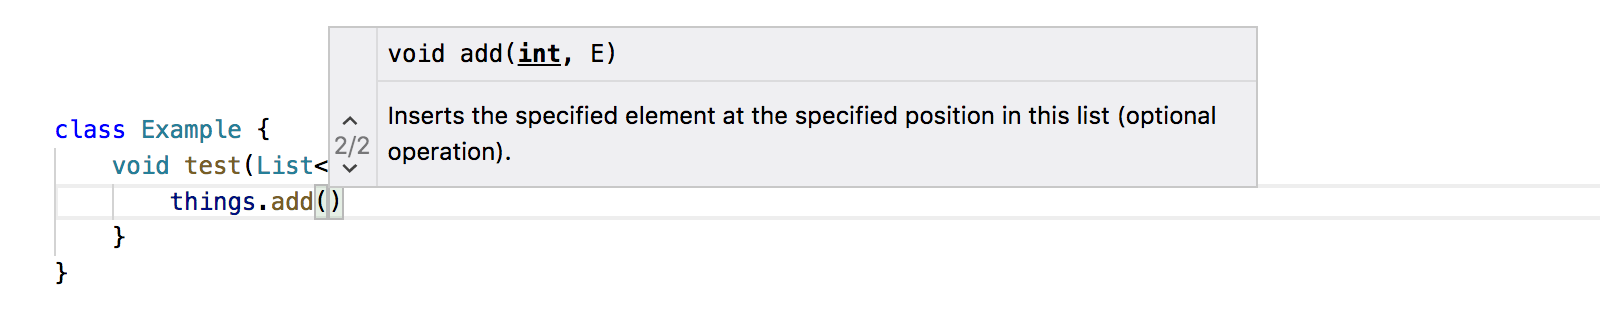 void add(int, E)
Inserts the specified element at the specified position in this list (optional
operation).
2/2
class Example {
void test(List<
things.add()
}
}